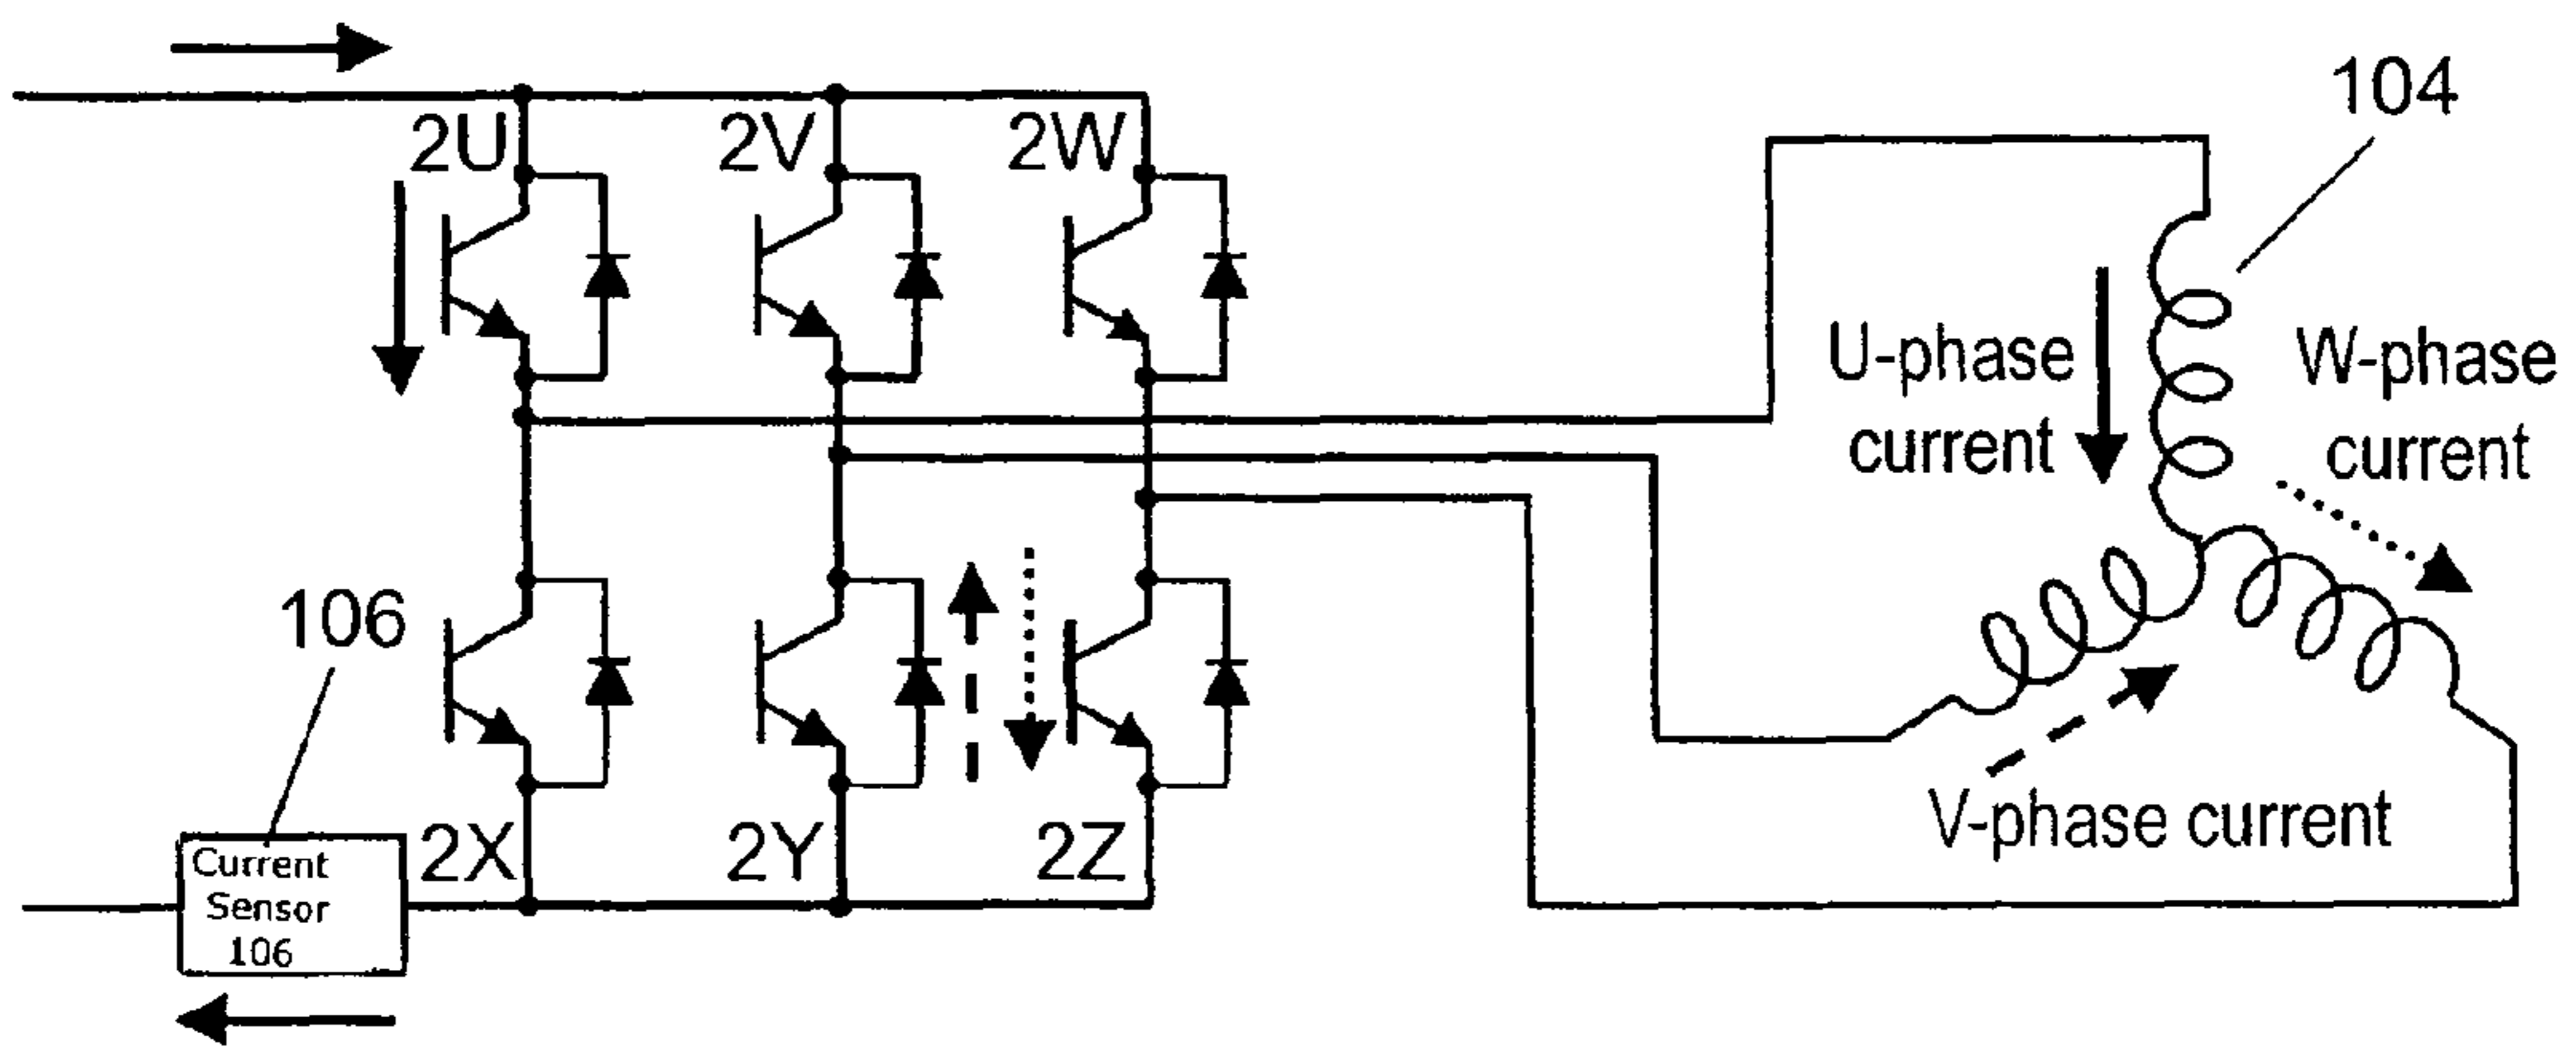 104
2U
2V
2W
U-phase
current
W-phase
current
106
2X
2Y
2Z
V-phase current
Current
Sensor
106